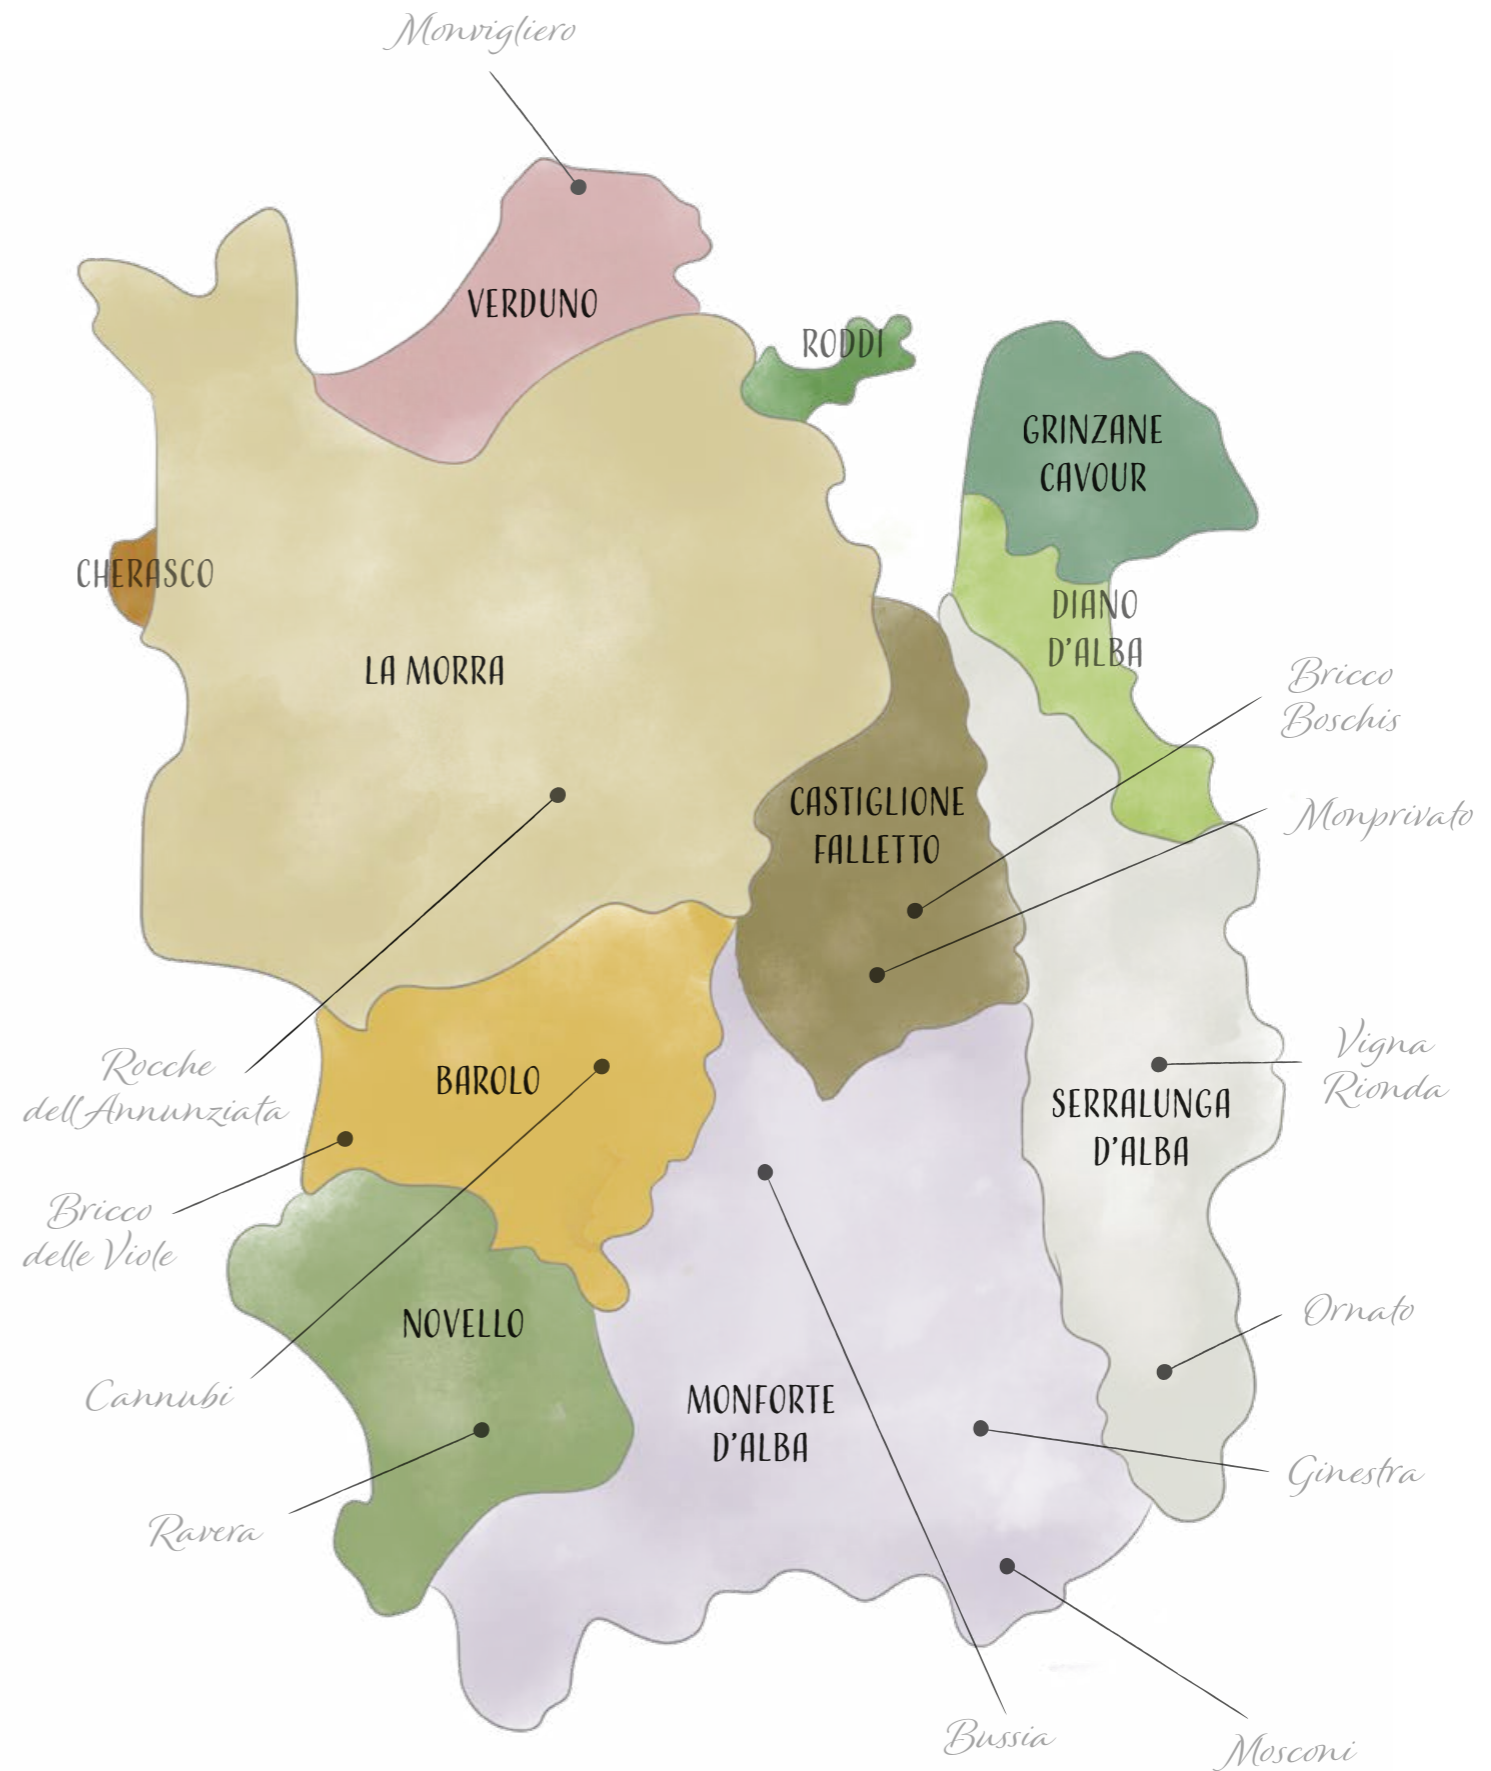 Monvigliero
VERDUNO
RODDI
GRINZANE
CAVOUR
CHERASCO
DIANO
D'ALBA
LA MORRA
Bricco
Boschis
CASTIGLIONE
FALLETTO
Monprivato
Rocche
dell'Annunziata
BAROLO
Vigna
Rionda
SERRALUNGA
D'ALBA
Bricco
delle Viole
NOVELLO
Ornato
Cannubi
MONFORTE
D'ALBA
Ginestra
Ravera
Bussia
Mosconi